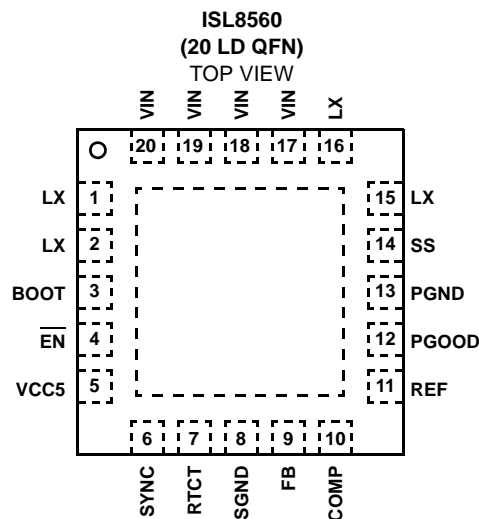 ISL8560
(20 LD QFN)
TOP VIEW
VIN VIN VIN VIN LX
20 19 18 17 16
LX 1 15 LX
LX 2 14 SS
BOOT 3 13 PGND
EN 4 12 PGOOD
VCC5 5 11 REF
6 7 8 9 10
SYNC RTCT SGND FB COMP